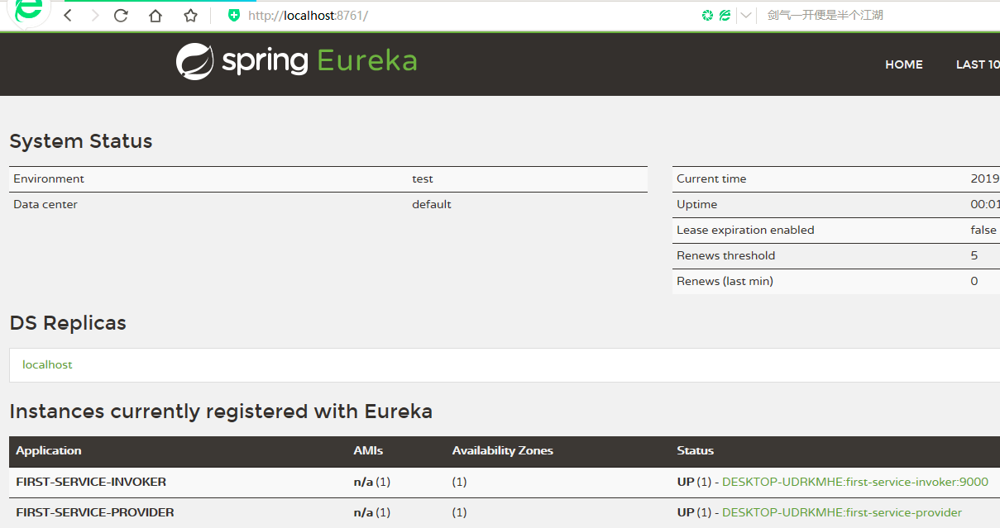 http://localhost:8761/
剑气一开便是半个江湖
spring Eureka
HOME LAST 10
System Status
Environment test
Data center default
Current time 2019
Uptime 00:01
Lease expiration enabled false
Renews threshold 5
Renews (last min) 0
DS Replicas
localhost
Instances currently registered with Eureka
Application AMIs Availability Zones Status
FIRST-SERVICE-INVOKER n/a (1) (1) UP (1) - DESKTOP-UDRKMHE:first-service-invoker:9000
FIRST-SERVICE-PROVIDER n/a (1) (1) UP (1) - DESKTOP-UDRKMHE:first-service-provider